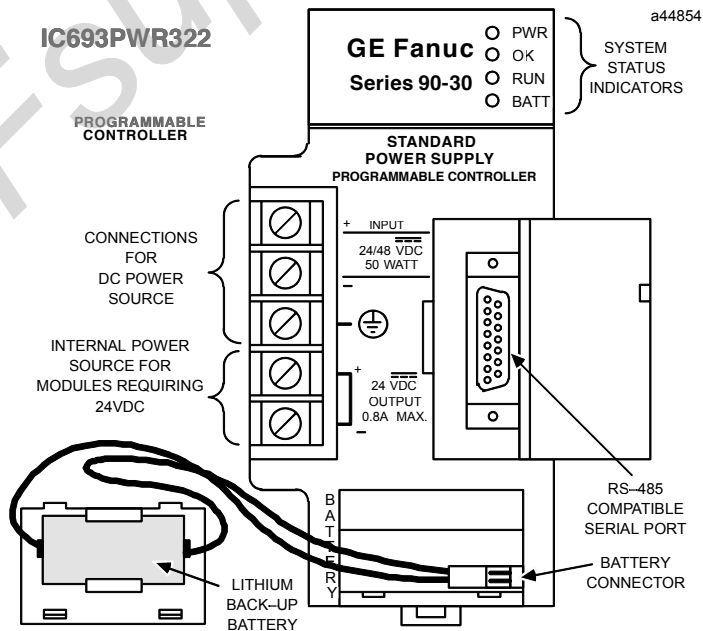 a44854
IC693PWR322
GE Fanuc
Series 90-30
PWR
OK
RUN
BATT
SYSTEM
STATUS
INDICATORS
PROGRAMMABLE
CONTROLLER
STANDARD
POWER SUPPLY
PROGRAMMABLE CONTROLLER
CONNECTIONS
FOR
DC POWER
SOURCE
+ INPUT
24/48 VDC
50 WATT
–
INTERNAL POWER
SOURCE FOR
MODULES REQUIRING
24VDC
+
24 VDC
OUTPUT
0.8A MAX.
–
RS–485
COMPATIBLE
SERIAL PORT
BATTERY
BATTERY
CONNECTOR
LITHIUM
BACK–UP
BATTERY